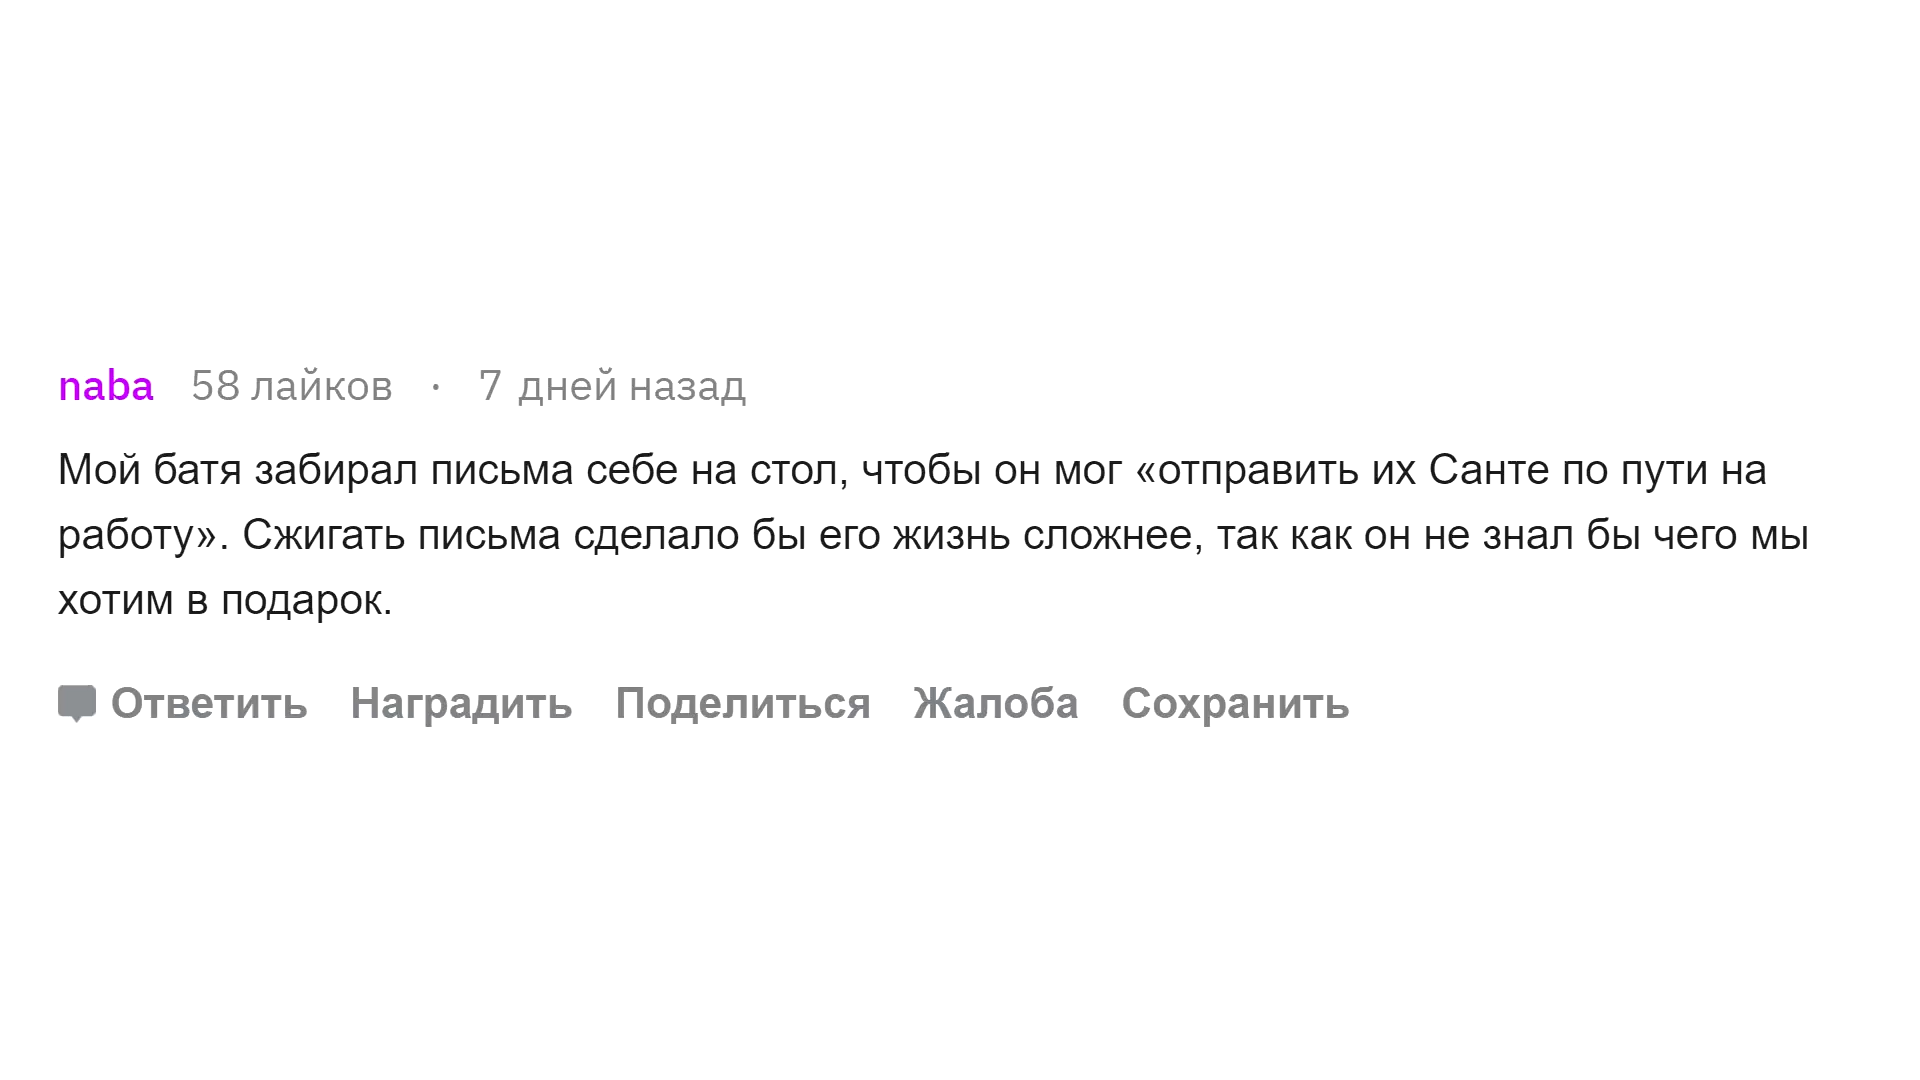 naba 58 лайков · 7 дней назад
Мой батя забирал письма себе на стол, чтобы он мог «отправить их Санте по пути на
работу». Сжигать письма сделало бы его жизнь сложнее, так как он не знал бы чего мы
хотим в подарок.
Ответить Наградить Поделиться Жалоба Сохранить